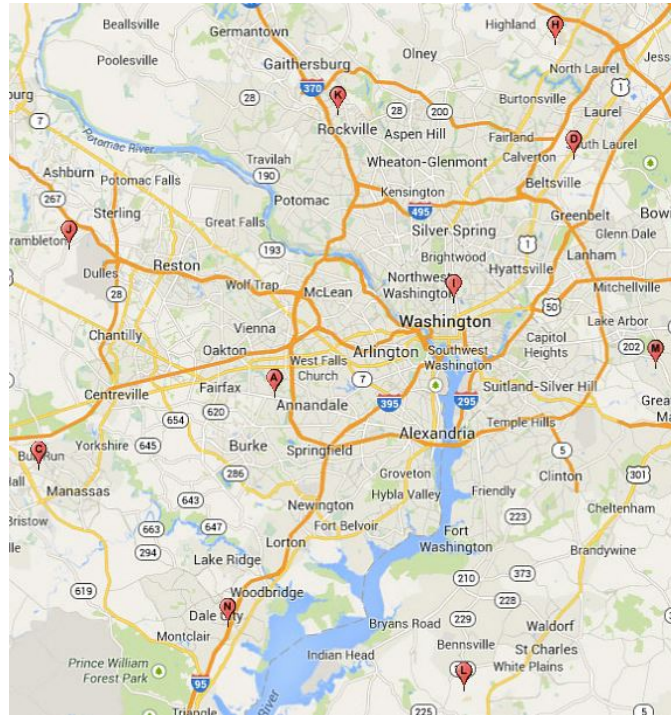 Beallsville
Highland
H
Germantown
Olney
Poolesville
Gaithersburg
North Laurel
370
K
28
28
200
Burtonsville
1
Laurel
7
Rockville
Aspen Hill
Fairland
D
South Laurel
Potomac River
Travilah
Wheaton-Glenmont
Calverton
Ashburn
Potomac Falls
190
Kensington
Beltsville
267
Potomac
495
Sterling
Great Falls
Silver Spring
Greenbelt
J
193
Brightwood
1
Glenn Dale
Reston
Hyattsville
Lanham
Dulles
Wolf Trap
Northwest
Washington
I
28
McLean
50
Mitchellville
Chantilly
Vienna
Washington
Lake Arbor
Oakton
Arlington
Southwest
Washington
Capitol
Heights
202
M
West Falls
Church
7
Centreville
Fairfax
A
Annandale
395
295
Suitland-Silver Hill
654
620
Temple Hills
C
Yorkshire
645
Burke
Alexandria
5
Springfield
286
Groveton
Clinton
301
Manassas
643
Newington
Hybla Valley
Friendly
223
Cheltenham
Bristow
663
647
Fort Belvoir
294
Lorton
Fort
Washington
Brandywine
Lake Ridge
619
Woodbridge
210
373
228
N
Dale City
229
Bryans Road
Waldorf
Montclair
Bennsville
St Charles
Indian Head
White Plains
Prince William
Forest Park
L
95
225
5
Triangle
River